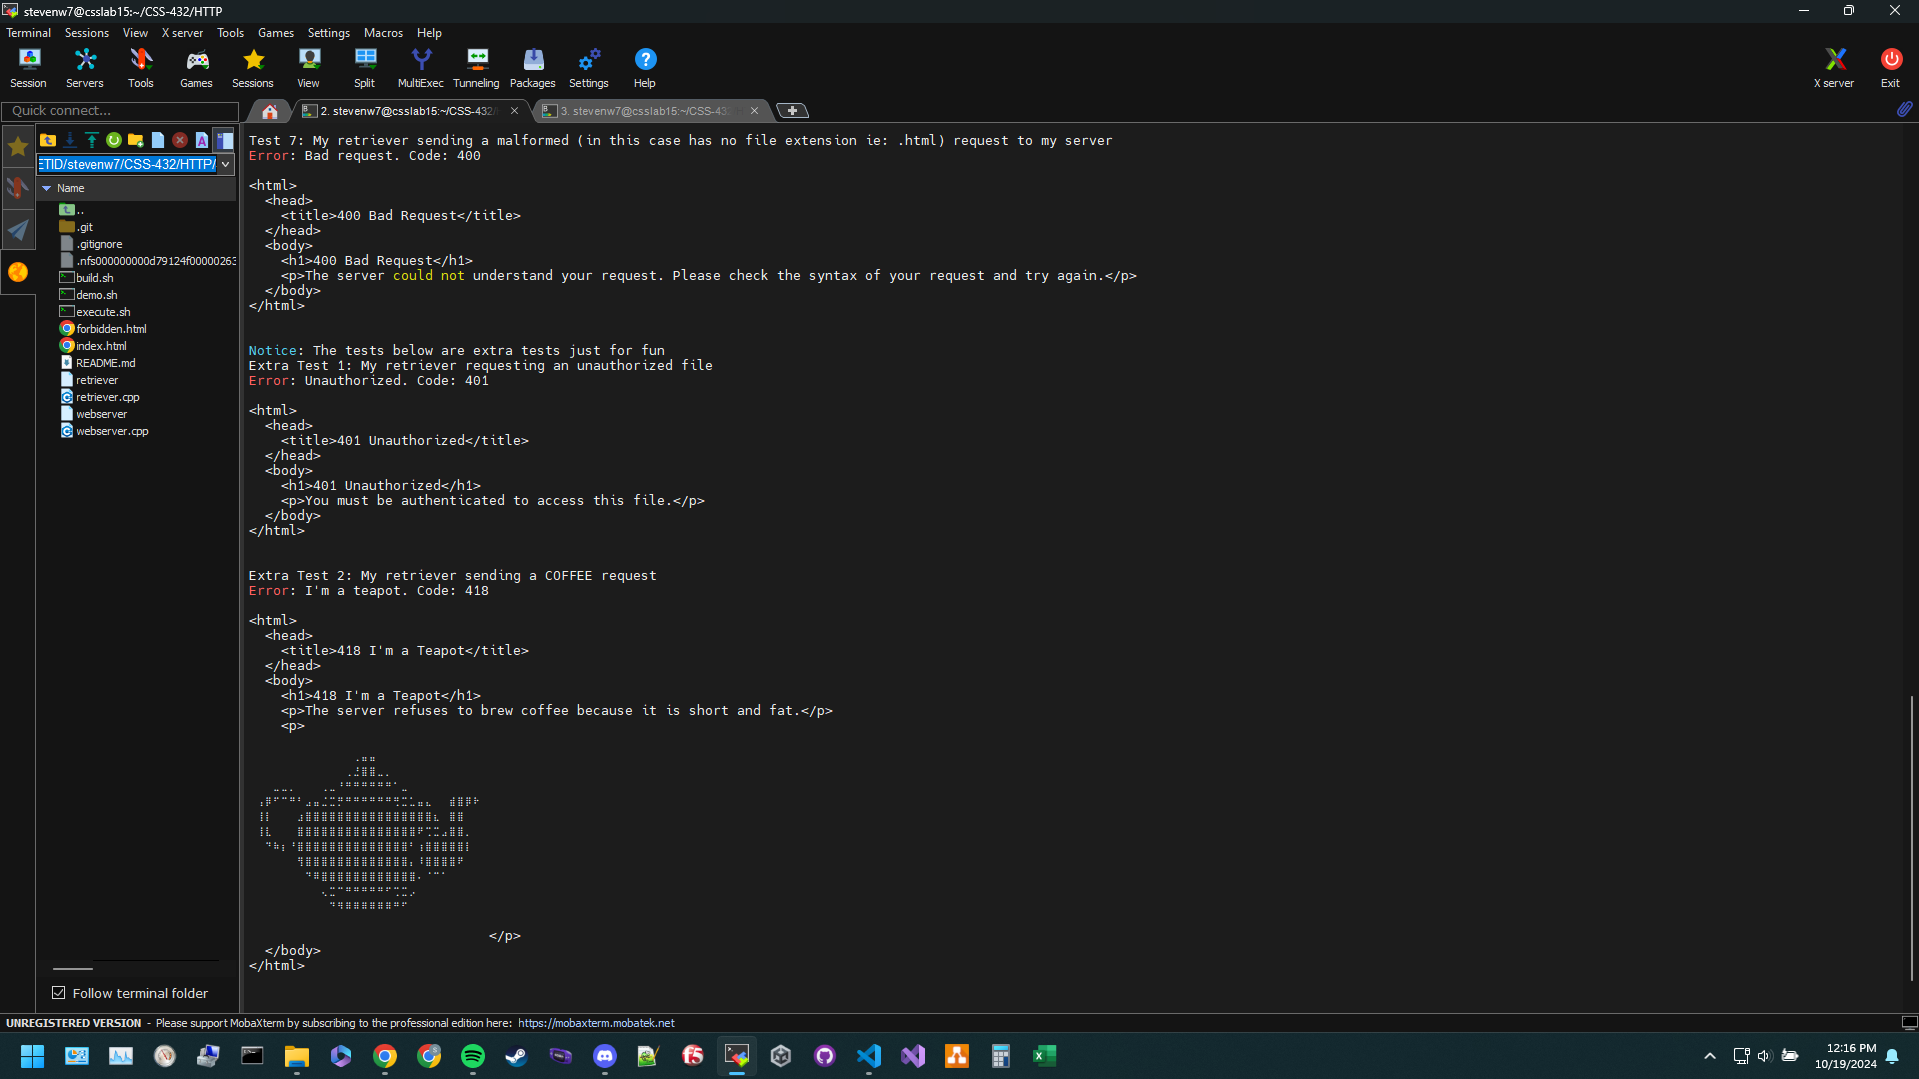 stevenw7@csslab15:~/CSS-432/HTTP
Terminal Sessions View X server Tools Games Settings Macros Help
Session Servers Tools Games Sessions View Split MultiExec Tunneling Packages Settings Help X server Exit
Quick connect...
2. stevenw7@csslab15:~/CSS-432/
3. stevenw7@csslab15:~/CSS-432
ETID/stevenw7/CSS-432/HTTP/
Name
..
.git
.gitignore
.nfs000000000d79124f00000263
build.sh
demo.sh
execute.sh
forbidden.html
index.html
README.md
retriever
retriever.cpp
webserver
webserver.cpp
Follow terminal folder
Test 7: My retriever sending a malformed (in this case has no file extension ie: .html) request to my server
Error: Bad request. Code: 400
<html>
<head>
<title>400 Bad Request</title>
</head>
<body>
<h1>400 Bad Request</h1>
<p>The server could not understand your request. Please check the syntax of your request and try again.</p>
</body>
</html>
Notice: The tests below are extra tests just for fun
Extra Test 1: My retriever requesting an unauthorized file
Error: Unauthorized. Code: 401
<html>
<head>
<title>401 Unauthorized</title>
</head>
<body>
<h1>401 Unauthorized</h1>
<p>You must be authenticated to access this file.</p>
</body>
</html>
Extra Test 2: My retriever sending a COFFEE request
Error: I'm a teapot. Code: 418
<html>
<head>
<title>418 I'm a Teapot</title>
</head>
<body>
<h1>418 I'm a Teapot</h1>
<p>The server refuses to brew coffee because it is short and fat.</p>
<p>
</p>
</body>
</html>
UNREGISTERED VERSION - Please support MobaXterm by subscribing to the professional edition here: https://mobaxterm.mobatek.net
12:16 PM
10/19/2024